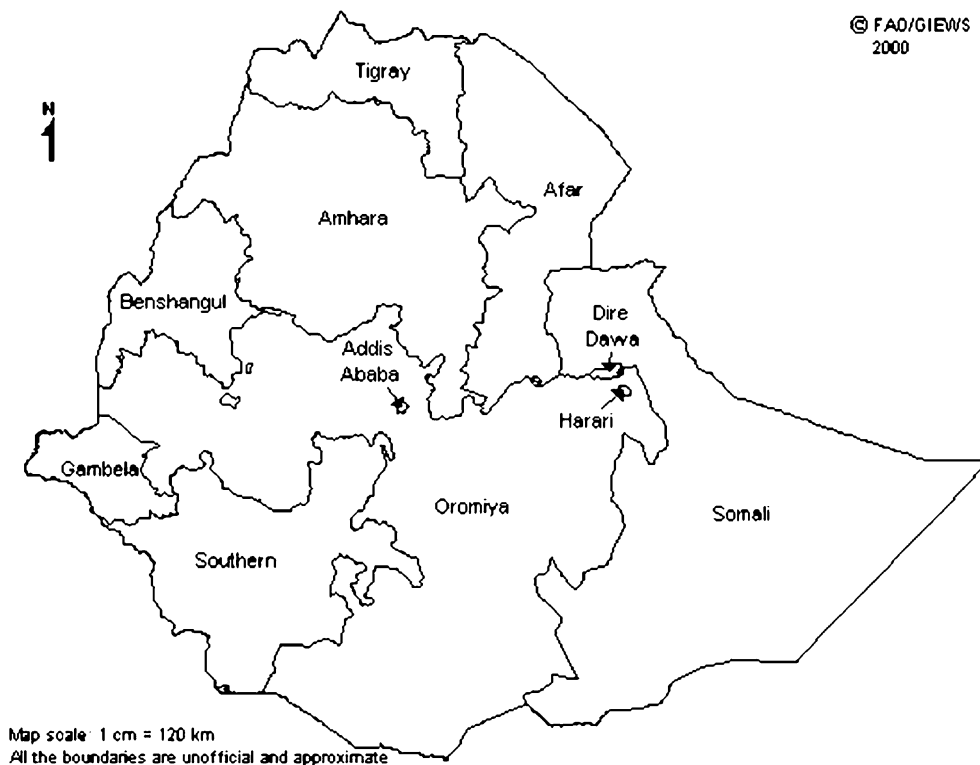 © FAO/GIEWS
2000
N
Tigray
Afar
Amhara
Benshangul
Dire
Dawa
Addis
Ababa
Harari
Gambela
Oromiya
Somali
Southern
Map scale: 1 cm = 120 km
All the boundaries are unofficial and approximate